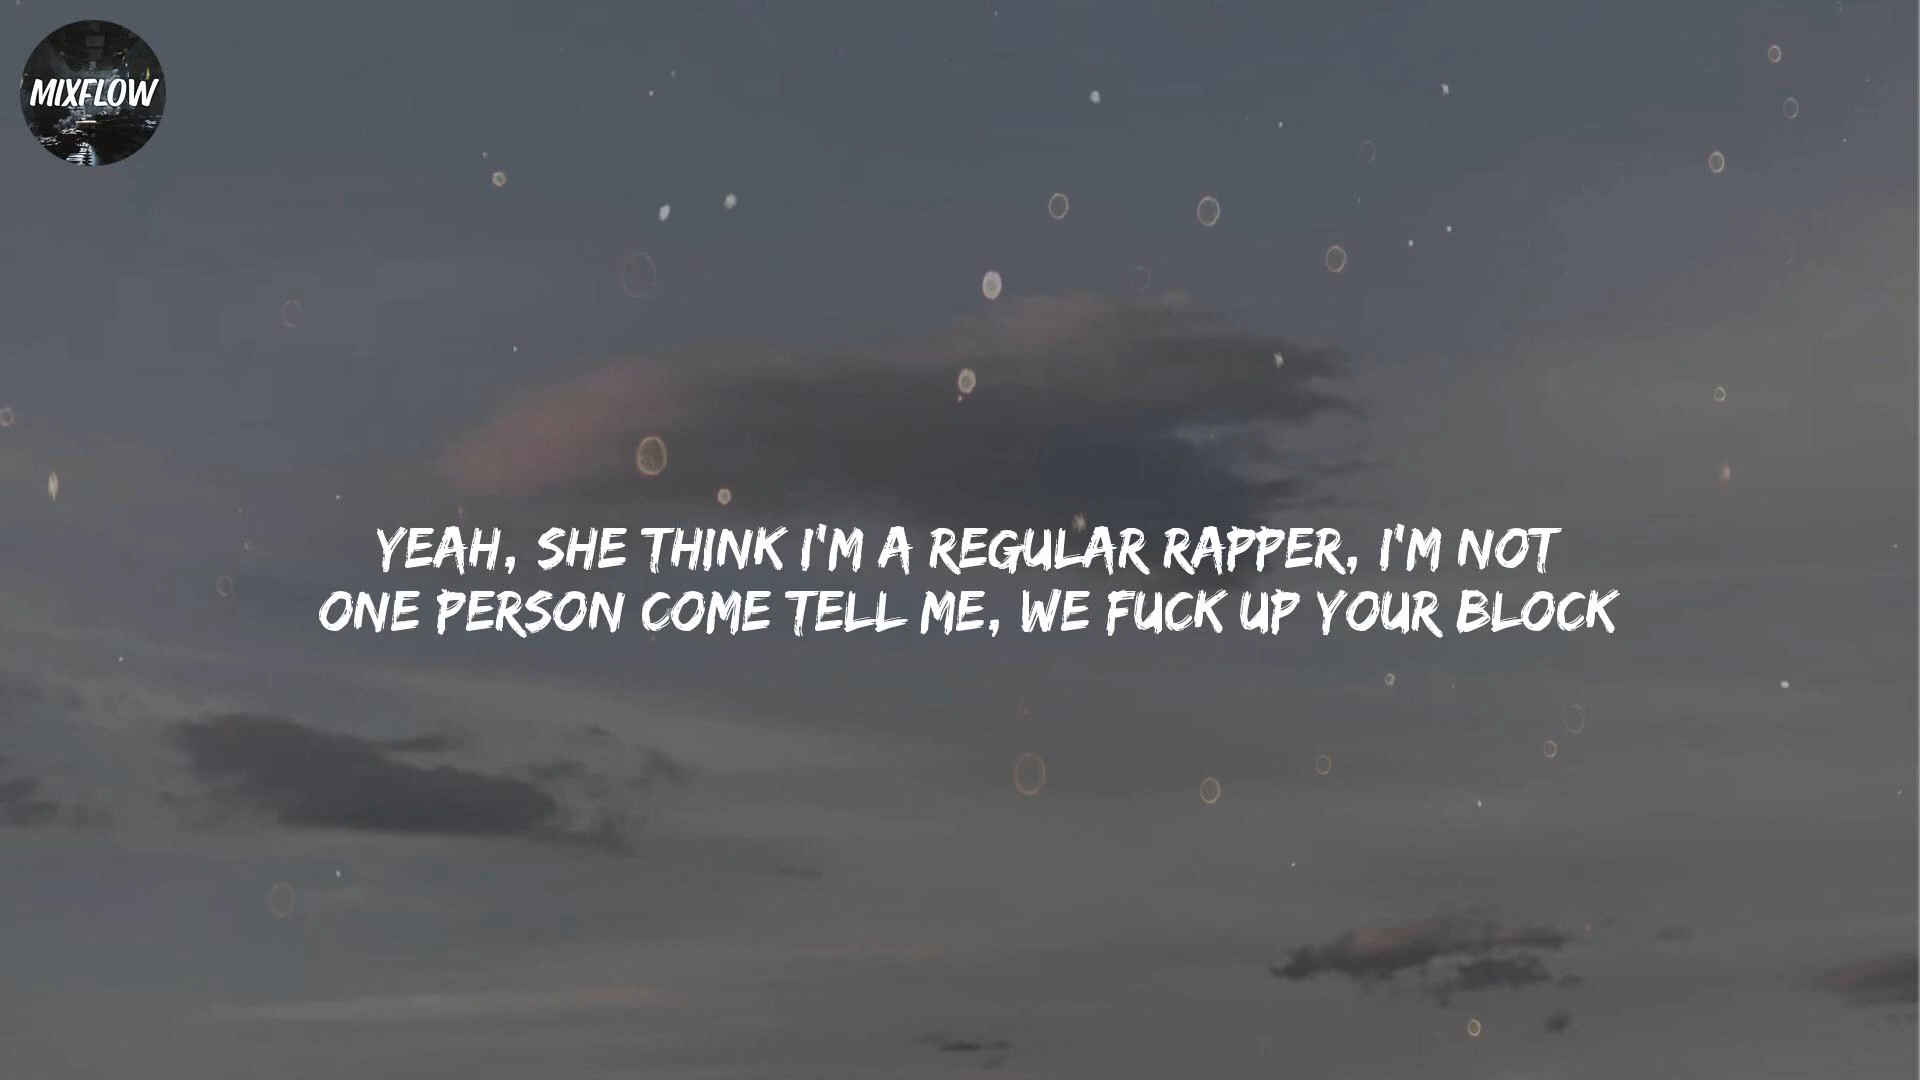 MIXFLOW
YEAH, SHE THINK I'M A REGULAR RAPPER, I'M NOT
ONE PERSON COME TELL ME, WE FUCK UP YOUR BLOCK